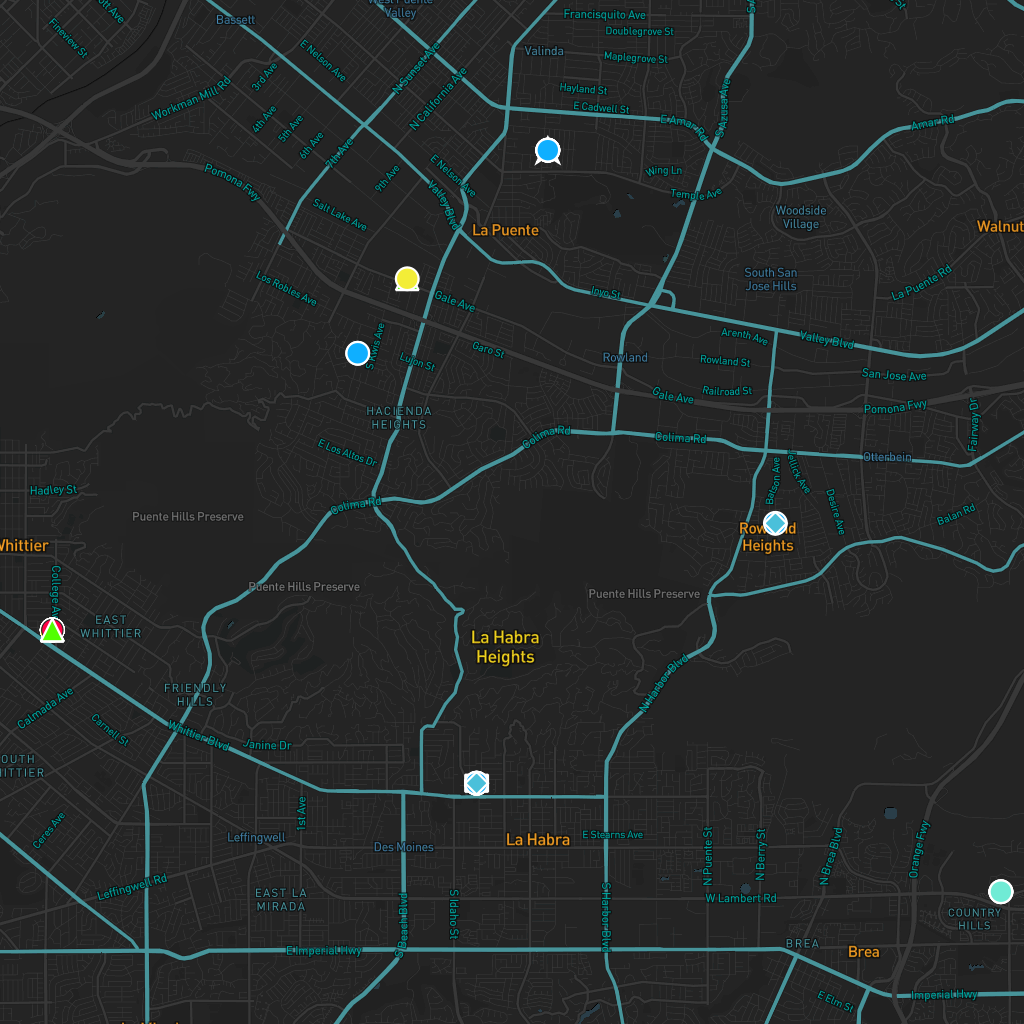 West Puente
Valley
Bassett
Fineview St
Francisquito Ave
Doublegrove St
Valinda
Maplegrove St
E Nelson Ave
N Sunset Ave
3rd Ave
N California Ave
Hayland St
E Cadwell St
Workman Mill Rd
S Azusa Ave
E Amar Rd
Amar Rd
4th Ave
5th Ave
6th Ave
7th Ave
9th Ave
E Nelson Ave
Valley Blvd
Wing Ln
Temple Ave
Pomona Fwy
Salt Lake Ave
Woodside
Village
La Puente
Walnut
South San
Jose Hills
La Puente Rd
Los Robles Ave
Gale Ave
Arenth Ave
Valley Blvd
S Kwis Ave
Lujon St
Garo St
Rowland
Rowland St
San Jose Ave
Railroad St
Gale Ave
Pomona Fwy
Fairway Dr
HACIENDA
HEIGHTS
Colima Rd
Colima Rd
E Los Altos Dr
Otterbein
Hadley St
Batson Ave
Desire Ave
Colima Rd
Puente Hills Preserve
Balan Rd
Whittier
Rowland
Heights
College Ave
Puente Hills Preserve
Puente Hills Preserve
EAST
WHITTIER
La Habra
Heights
N Harbor Blvd
FRIENDLY
HILLS
Calmada Ave
Carnell St
Whittier Blvd
Janine Dr
1st Ave
Ceres Ave
Leffingwell
Des Moines
La Habra
E Stearns Ave
N Puente St
N Berry St
N Brea Blvd
Orange Fwy
Leffingwell Rd
EAST LA
MIRADA
S Beach Blvd
S Idaho St
S Harbor Blvd
W Lambert Rd
COUNTRY
HILLS
E Imperial Hwy
BREA
Brea
E Elm St
Imperial Hwy